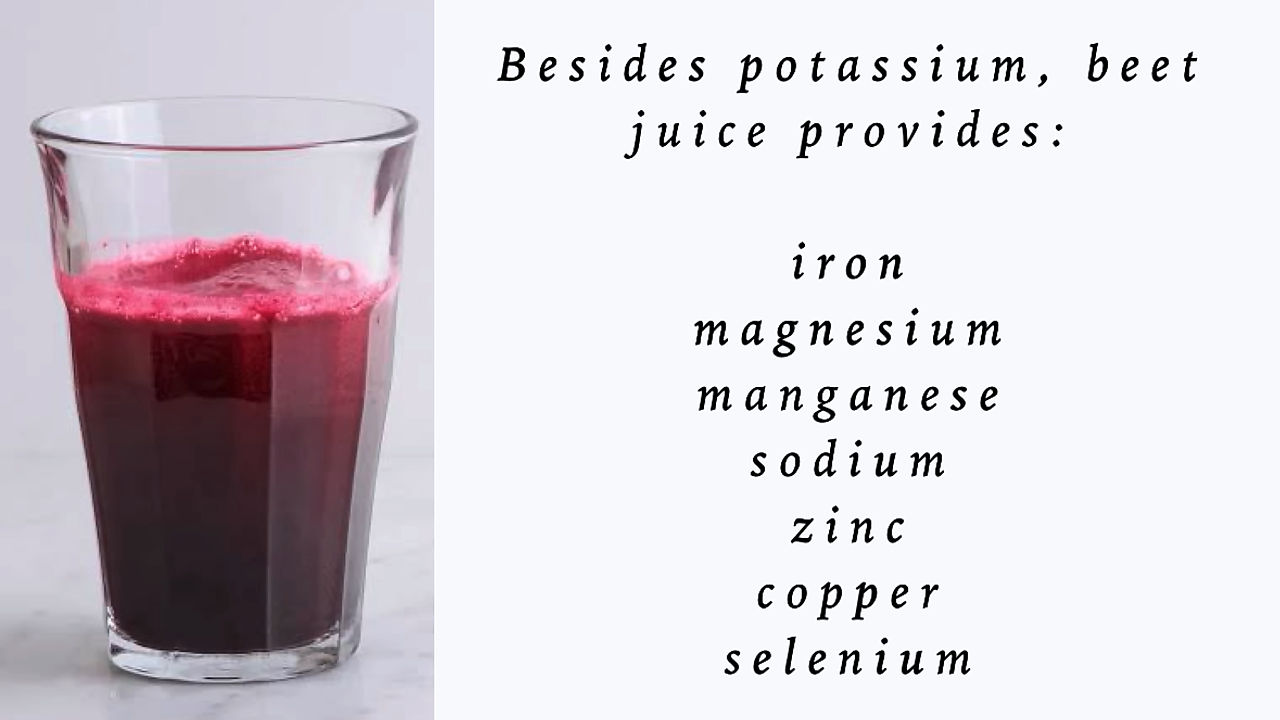 Besides potassium, beet
juice provides:
iron
magnesium
manganese
sodium
zinc
copper
selenium